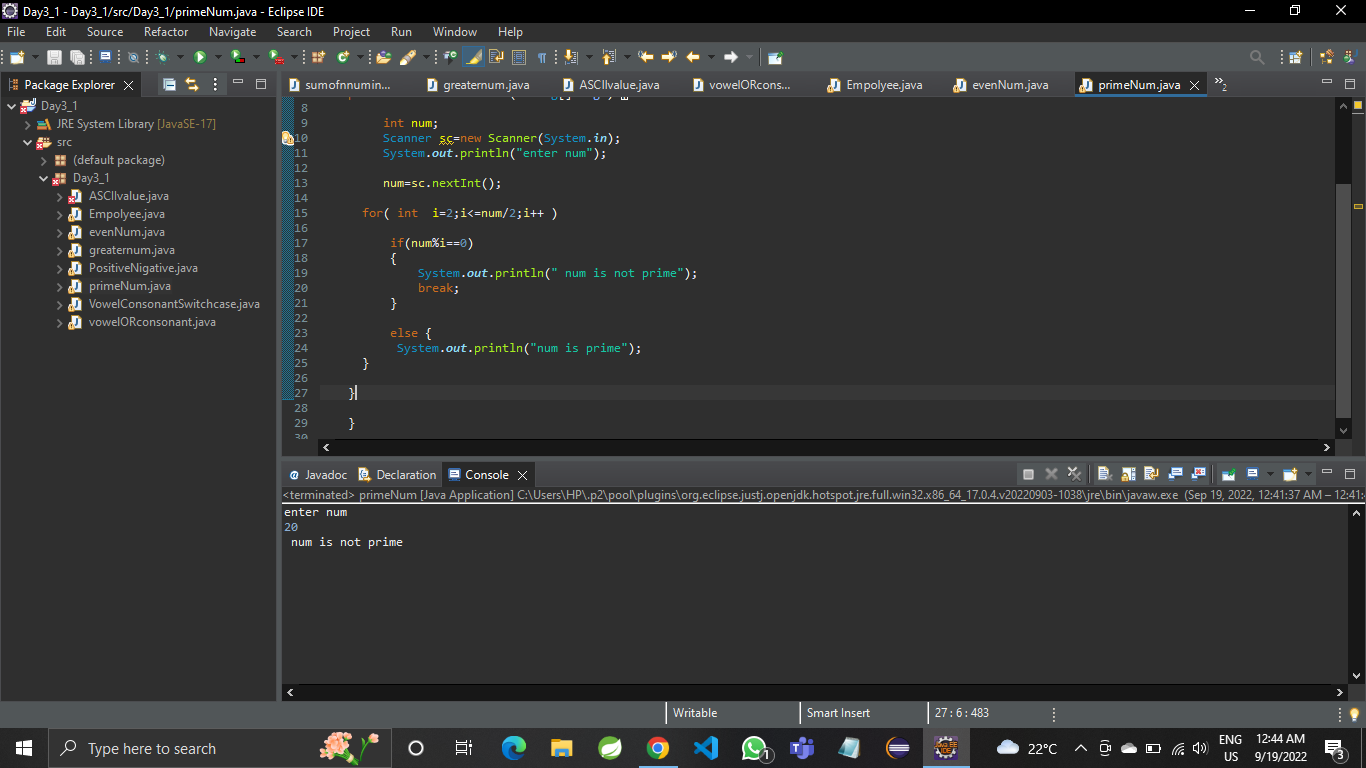 Day3_1 - Day3_1/src/Day3_1/primeNum.java - Eclipse IDE
File Edit Source Refactor Navigate Search Project Run Window Help
Package Explorer
sumofnnumin... greaternum.java ASCIIvalue.java vowelORcons... Empolyee.java evenNum.java primeNum.java »2
Day3_1
JRE System Library [JavaSE-17]
src
(default package)
Day3_1
ASCIIvalue.java
Empolyee.java
evenNum.java
greaternum.java
PositiveNigative.java
primeNum.java
VowelConsonantSwitchcase.java
vowelORconsonant.java
8
9 int num;
10 Scanner sc=new Scanner(System.in);
11 System.out.println("enter num");
12
13 num=sc.nextInt();
14
15 for( int  i=2;i<=num/2;i++ )
16
17 if(num%i==0)
18 {
19 System.out.println(" num is not prime");
20 break;
21 }
22
23 else {
24 System.out.println("num is prime");
25 }
26
27 }
28
29 }
30
@ Javadoc Declaration Console
<terminated> primeNum [Java Application] C:\Users\HP\.p2\pool\plugins\org.eclipse.justj.openjdk.hotspot.jre.full.win32.x86_64_17.0.4.v20220903-1038\jre\bin\javaw.exe (Sep 19, 2022, 12:41:37 AM – 12:41:
enter num
20
num is not prime
Writable Smart Insert 27 : 6 : 483
Type here to search
1
22°C
ENG
US
12:44 AM
9/19/2022
3